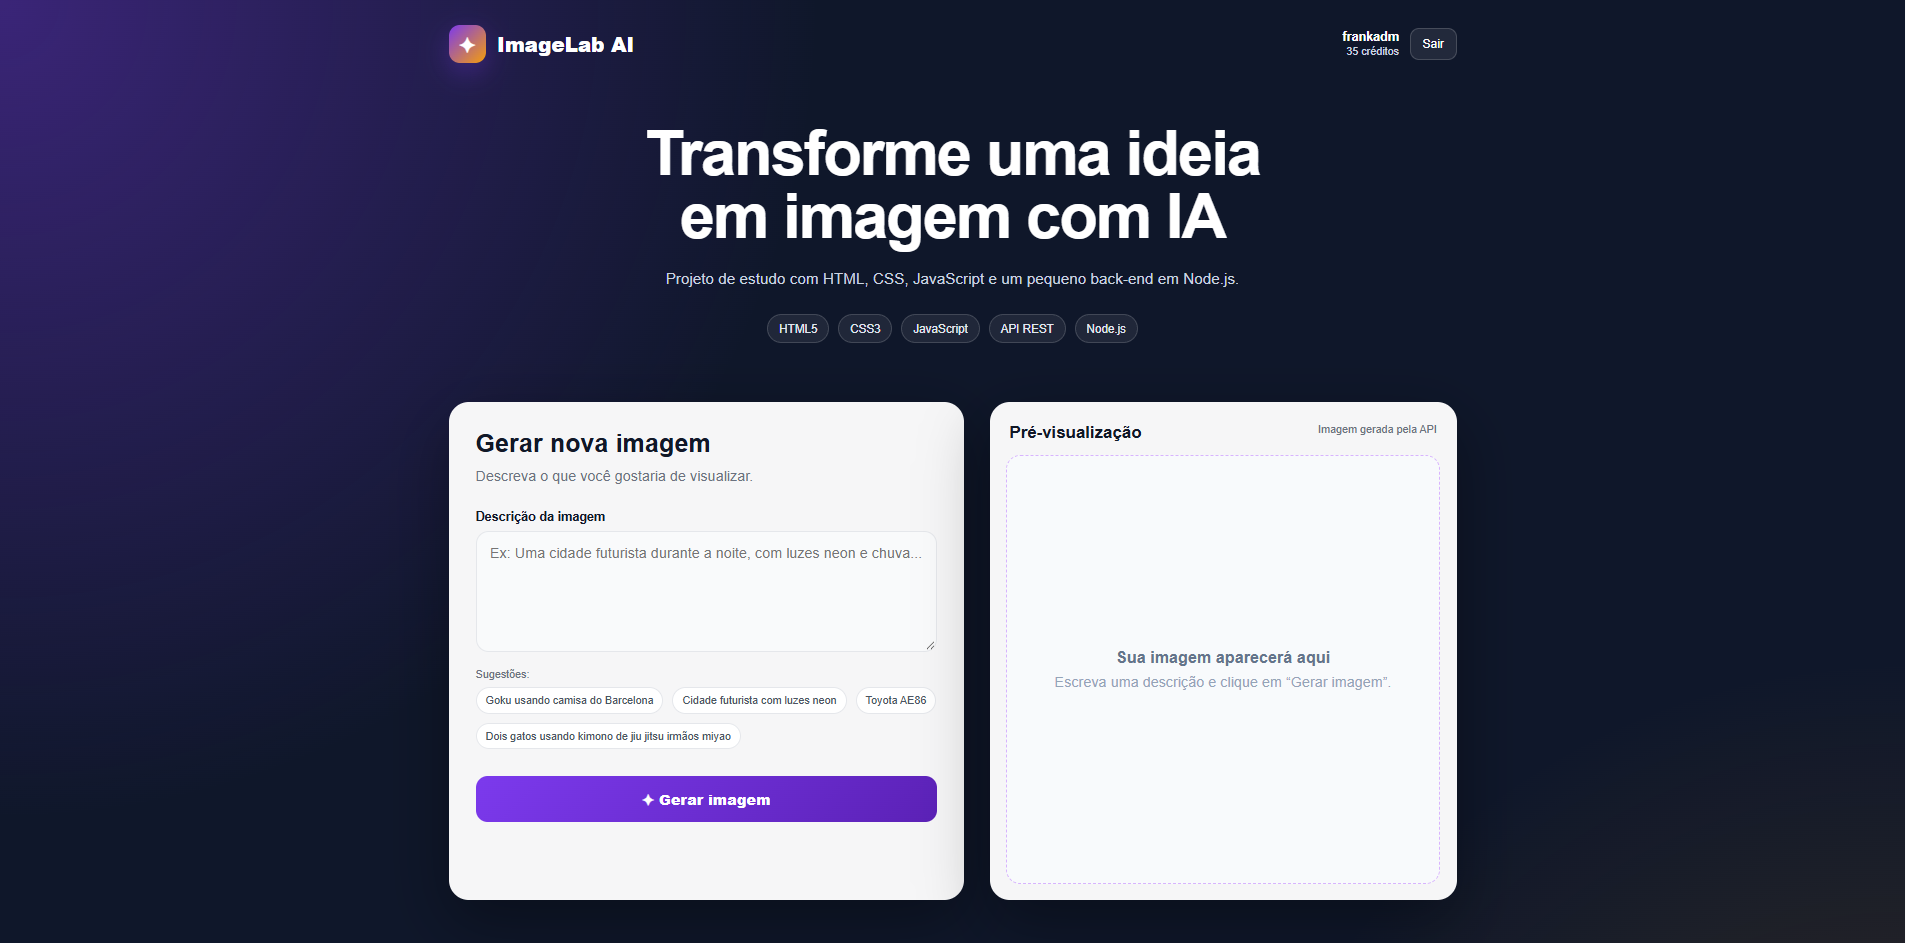 ImageLab AI
frankadm
35 créditos
Sair
Transforme uma ideia
em imagem com IA
Projeto de estudo com HTML, CSS, JavaScript e um pequeno back-end em Node.js.
HTML5
CSS3
JavaScript
API REST
Node.js
Gerar nova imagem
Descreva o que você gostaria de visualizar.
Descrição da imagem
Ex: Uma cidade futurista durante a noite, com luzes neon e chuva...
Sugestões:
Goku usando camisa do Barcelona
Cidade futurista com luzes neon
Toyota AE86
Dois gatos usando kimono de jiu jitsu irmãos miyao
✦ Gerar imagem
Pré-visualização
Imagem gerada pela API
Sua imagem aparecerá aqui
Escreva uma descrição e clique em “Gerar imagem”.